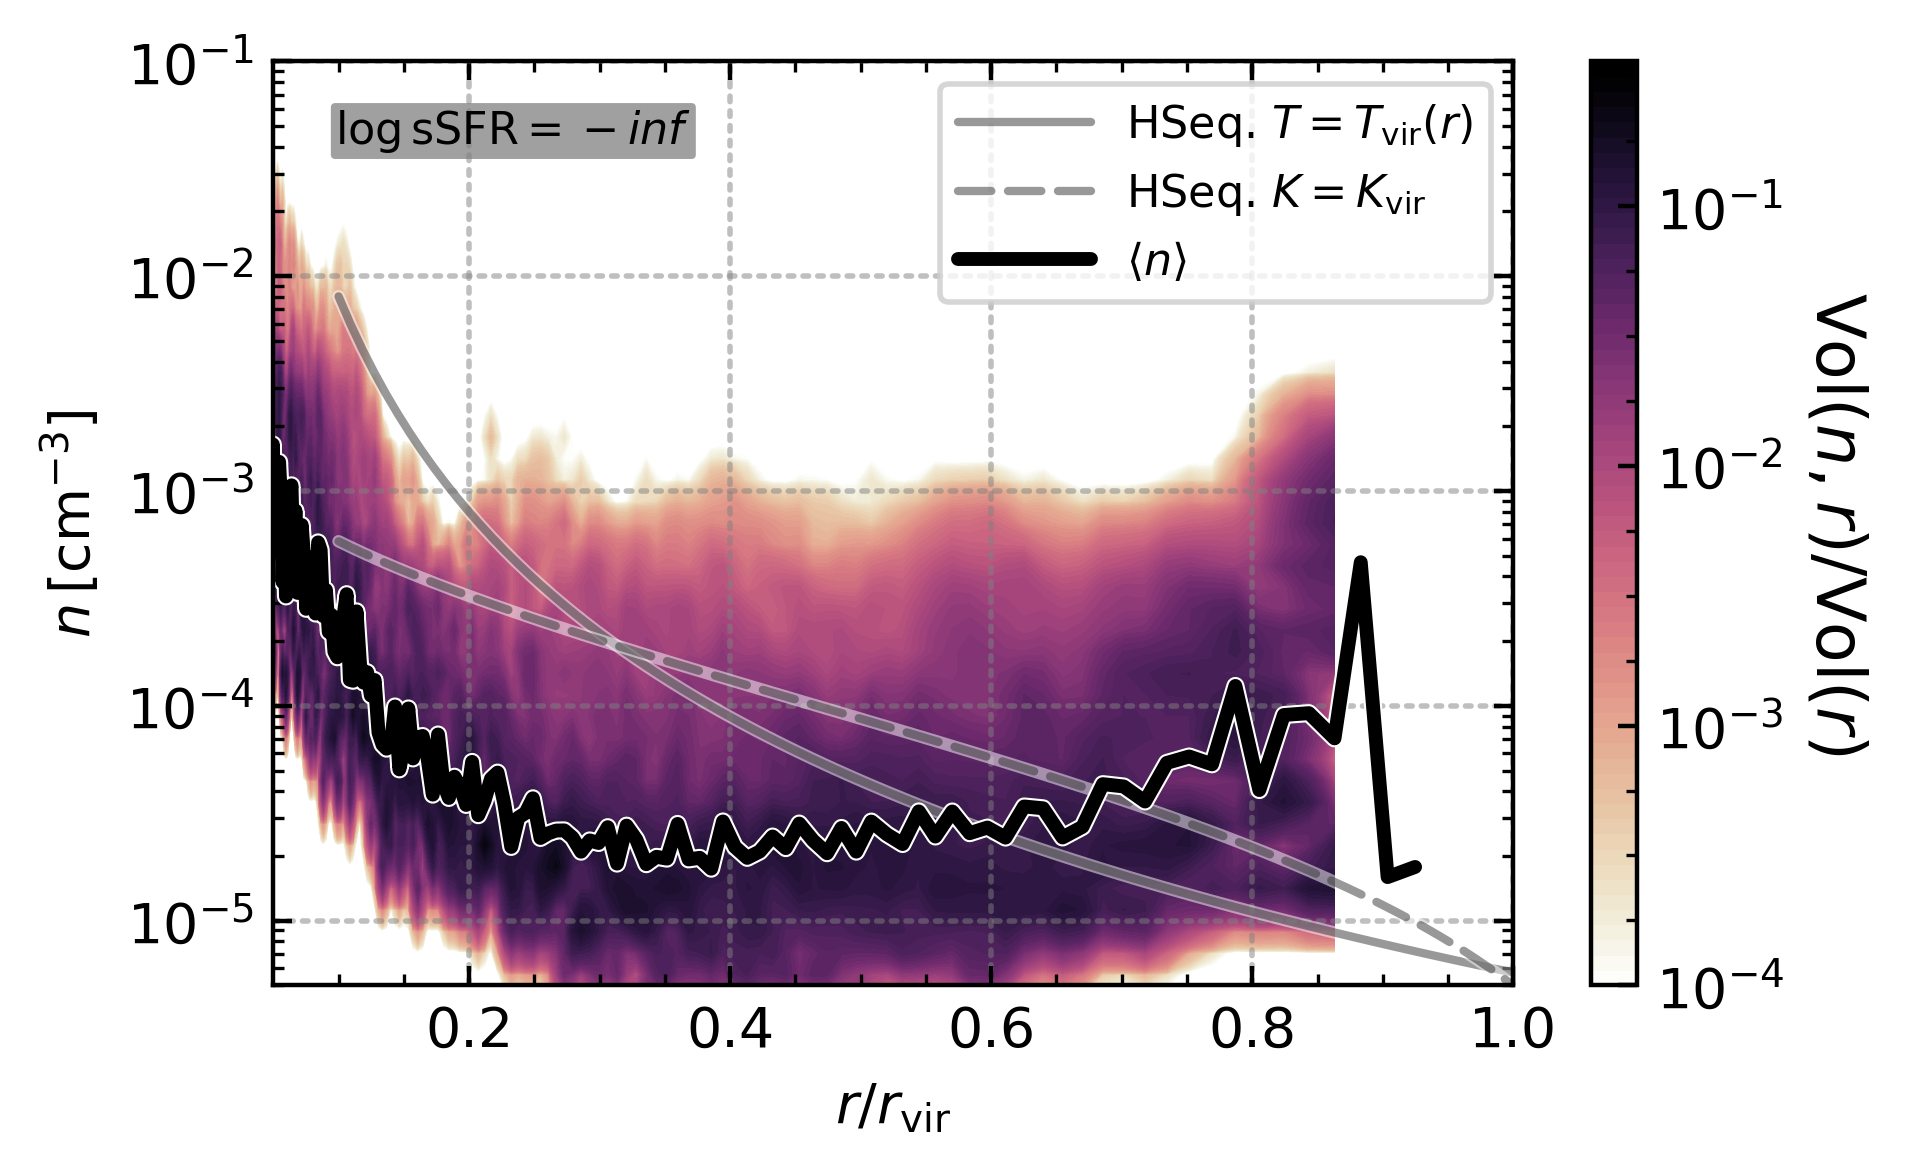 log sSFR = − inf
HSeq. T = T_vir(r)
HSeq. K = K_vir
⟨n⟩
10⁻¹
10⁻²
10⁻³
10⁻⁴
10⁻⁵
n [cm⁻³]
0.2 0.4 0.6 0.8 1.0
r/r_vir
10⁻¹
10⁻²
10⁻³
10⁻⁴
Vol(n, r)/Vol(r)